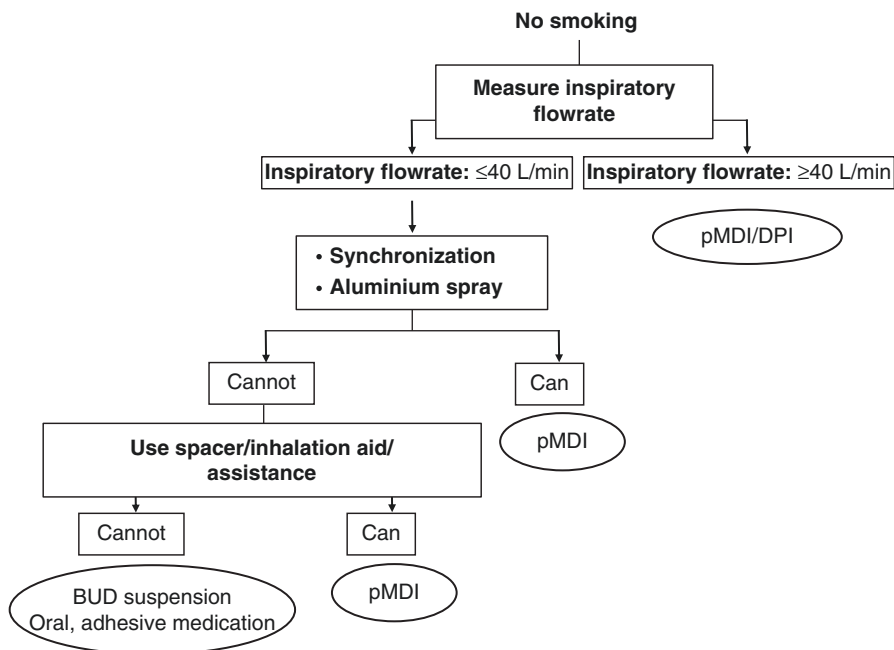 No smoking
Measure inspiratory
flowrate
Inspiratory flowrate: ≤40 L/min
Inspiratory flowrate: ≥40 L/min
pMDI/DPI
• Synchronization
• Aluminium spray
Cannot
Can
pMDI
Use spacer/inhalation aid/
assistance
Cannot
Can
BUD suspension
Oral, adhesive medication
pMDI